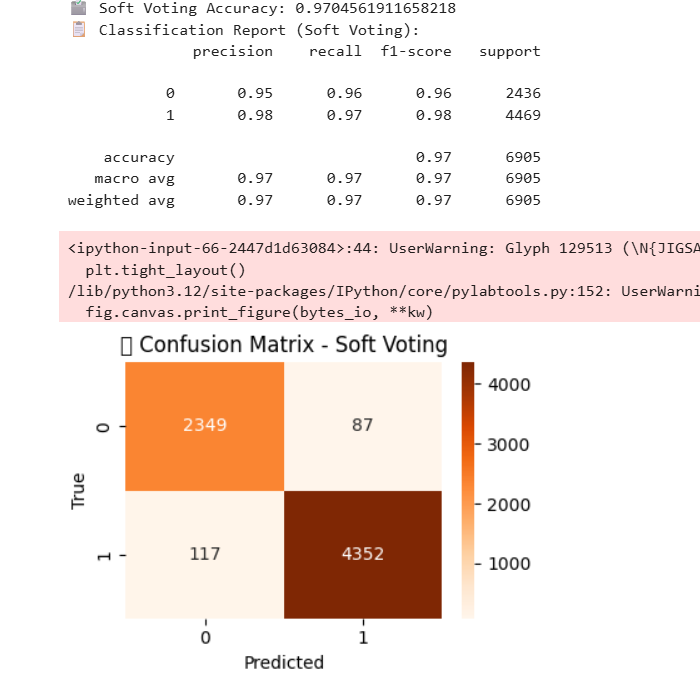 🗳️ Soft Voting Accuracy: 0.9704561911658218
📋 Classification Report (Soft Voting):
precision recall f1-score support
0 0.95 0.96 0.96 2436
1 0.98 0.97 0.98 4469
accuracy 0.97 6905
macro avg 0.97 0.97 0.97 6905
weighted avg 0.97 0.97 0.97 6905
<ipython-input-66-2447d1d63084>:44: UserWarning: Glyph 129513 (\N{JIGSA
plt.tight_layout()
/lib/python3.12/site-packages/IPython/core/pylabtools.py:152: UserWarni
fig.canvas.print_figure(bytes_io, **kw)
Confusion Matrix - Soft Voting
4000
0 2349 87
3000
True
2000
1 117 4352
1000
0 1
Predicted